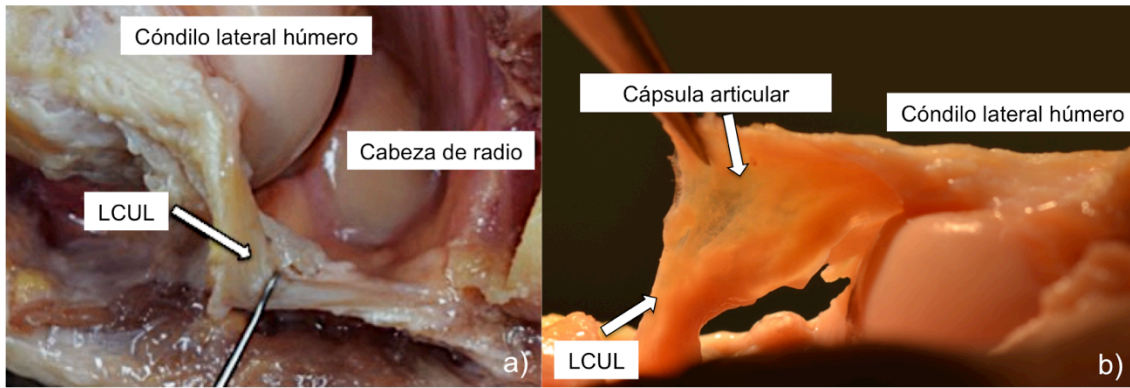 Cóndilo lateral húmero
Cabeza de radio
LCUL
a)
Cápsula articular
Cóndilo lateral húmero
LCUL
b)